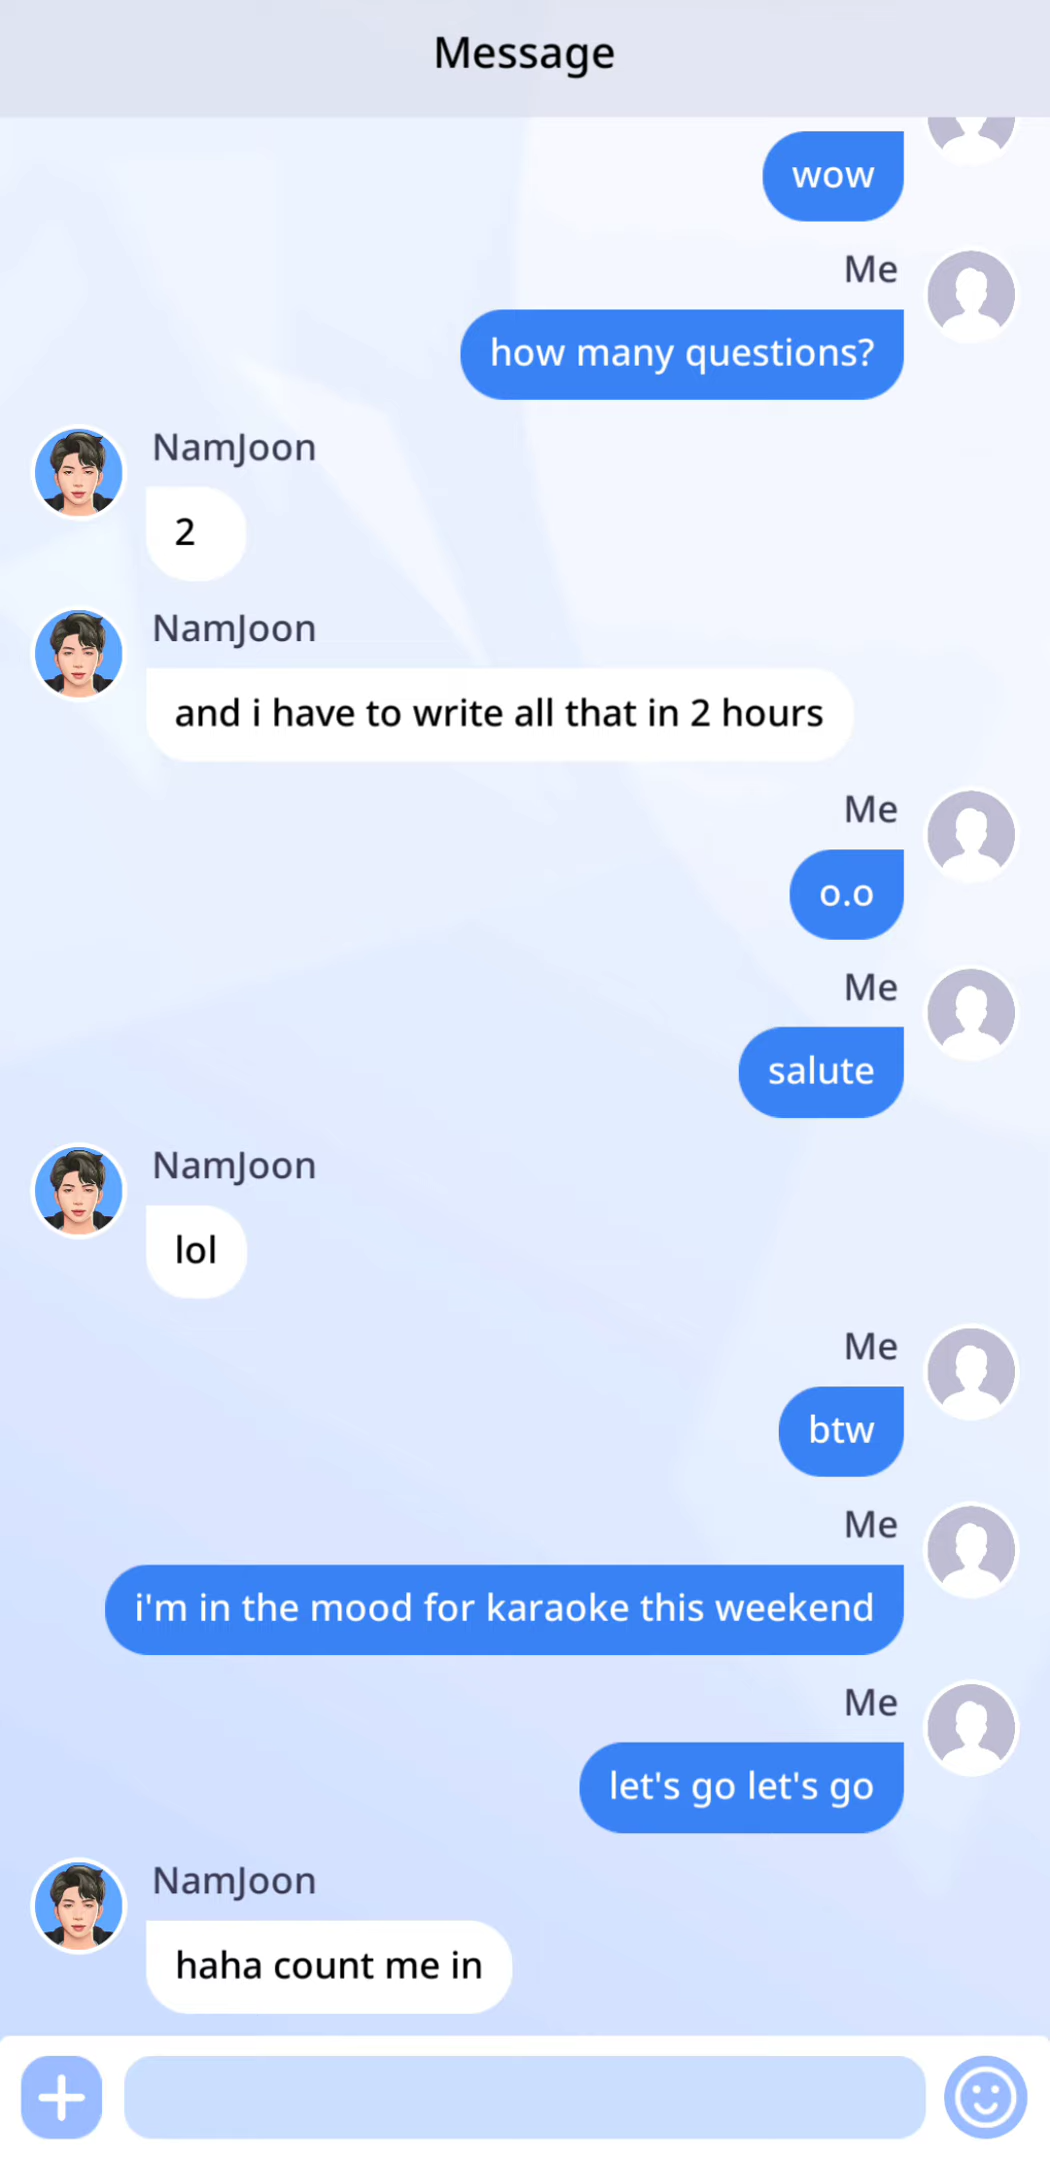 Message
wow
Me
how many questions?
NamJoon
2
NamJoon
and i have to write all that in 2 hours
Me
o.o
Me
salute
NamJoon
lol
Me
btw
Me
i'm in the mood for karaoke this weekend
Me
let's go let's go
NamJoon
haha count me in